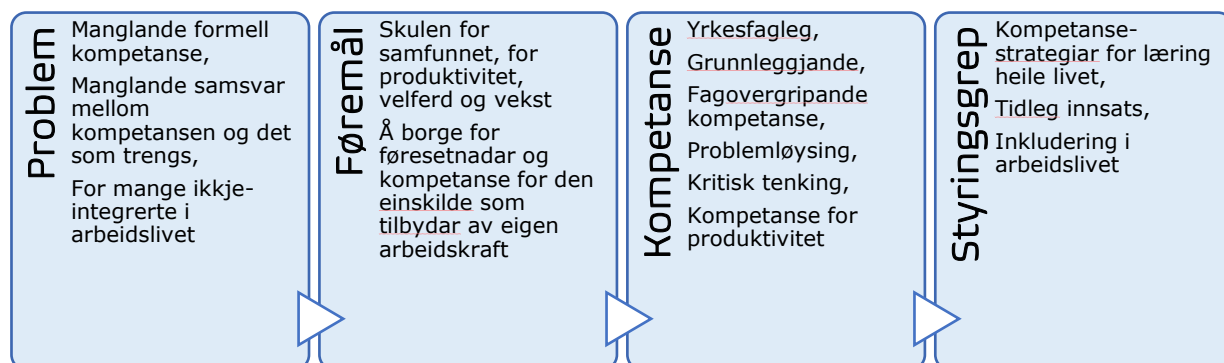 Problem
Manglande formell
kompetanse,
Manglande samsvar
mellom
kompetansen og det
som trengs,
For mange ikkje-
integrerte i
arbeidslivet
Føremål
Skulen for
samfunnet, for
produktivitet,
velferd og vekst
Å borge for
føresetnadar og
kompetanse for den
einskilde som
tilbydar av eigen
arbeidskraft
Kompetanse
Yrkesfagleg,
Grunnleggjande,
Fagovergripande
kompetanse,
Problemløysing,
Kritisk tenking,
Kompetanse for
produktivitet
Styringsgrep
Kompetanse-
strategiar for læring
heile livet,
Tidleg innsats,
Inkludering i
arbeidslivet